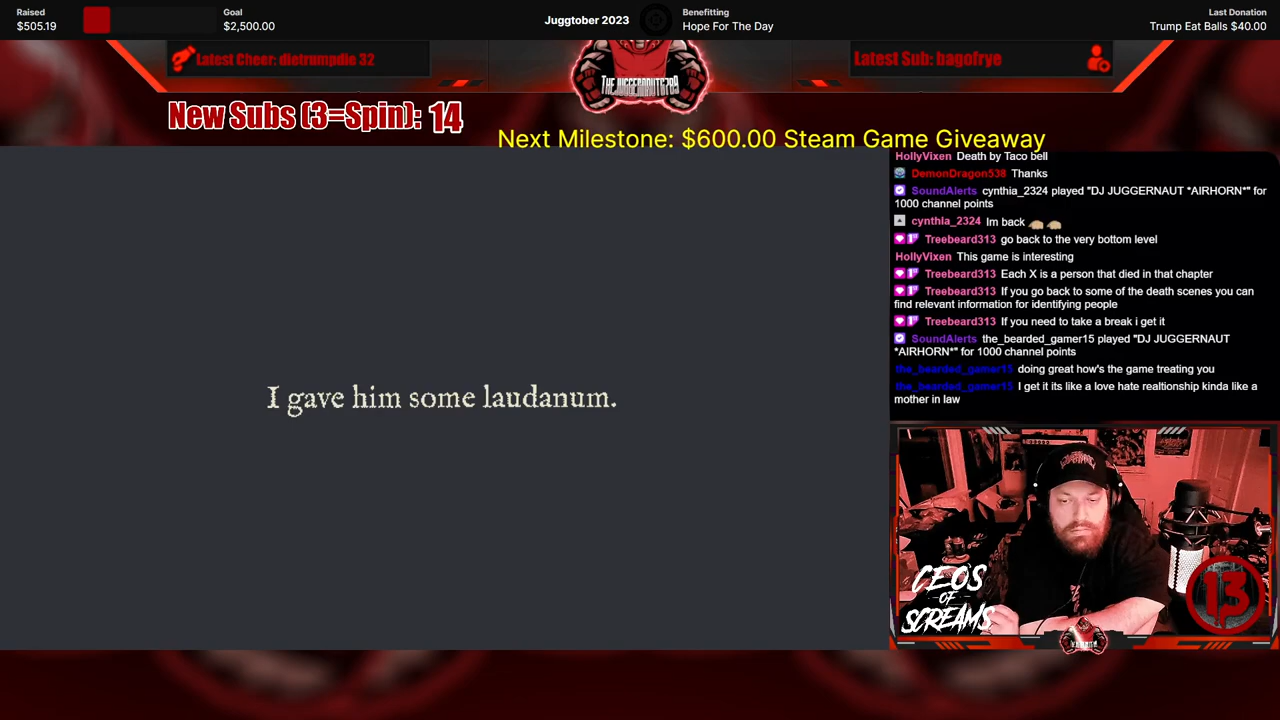 Raised
$505.19
Goal
$2,500.00
Juggtober 2023
Benefitting
Hope For The Day
Last Donation
Trump Eat Balls $40.00
Latest Cheer: dietrumpdie 32
THEJUGGERNAUT6789
Latest Sub: bagofrye
New Subs (3=Spin): 14
Next Milestone: $600.00 Steam Game Giveaway
HollyVixen Death by Taco bell
DemonDragon538 Thanks
SoundAlerts cynthia_2324 played "DJ JUGGERNAUT *AIRHORN*" for
1000 channel points
cynthia_2324 Im back
Treebeard313 go back to the very bottom level
HollyVixen This game is interesting
Treebeard313 Each X is a person that died in that chapter
Treebeard313 If you go back to some of the death scenes you can
find relevant information for identifying people
Treebeard313 If you need to take a break i get it
SoundAlerts the_bearded_gamer15 played "DJ JUGGERNAUT
*AIRHORN*" for 1000 channel points
the_bearded_gamer15 doing great how's the game treating you
the_bearded_gamer15 I get it its like a love hate realtionship kinda like a
mother in law
I gave him some laudanum.
CEOS
OF
SCREAMS
13